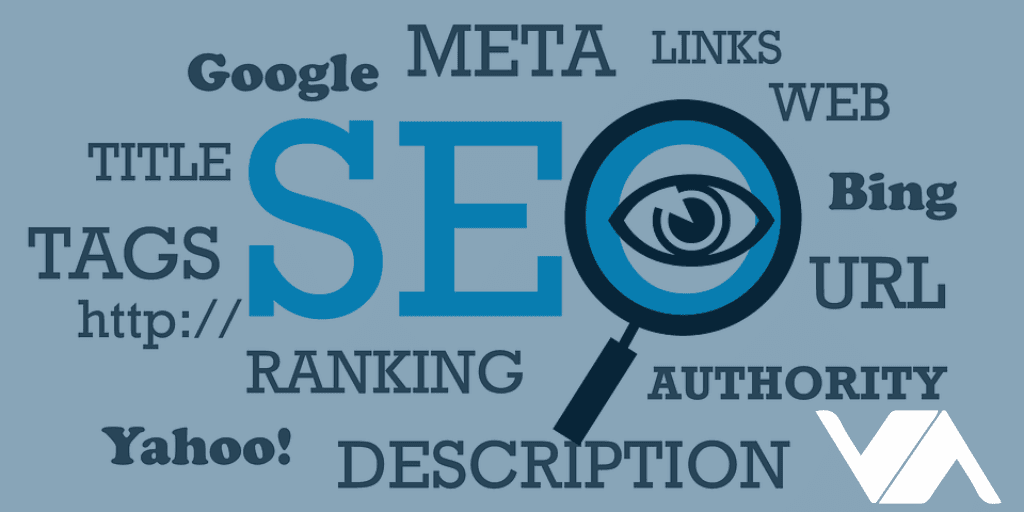 META
LINKS
Google
WEB
TITLE
SEO
Bing
TAGS
URL
http://
RANKING
AUTHORITY
Yahoo!
DESCRIPTION
VA